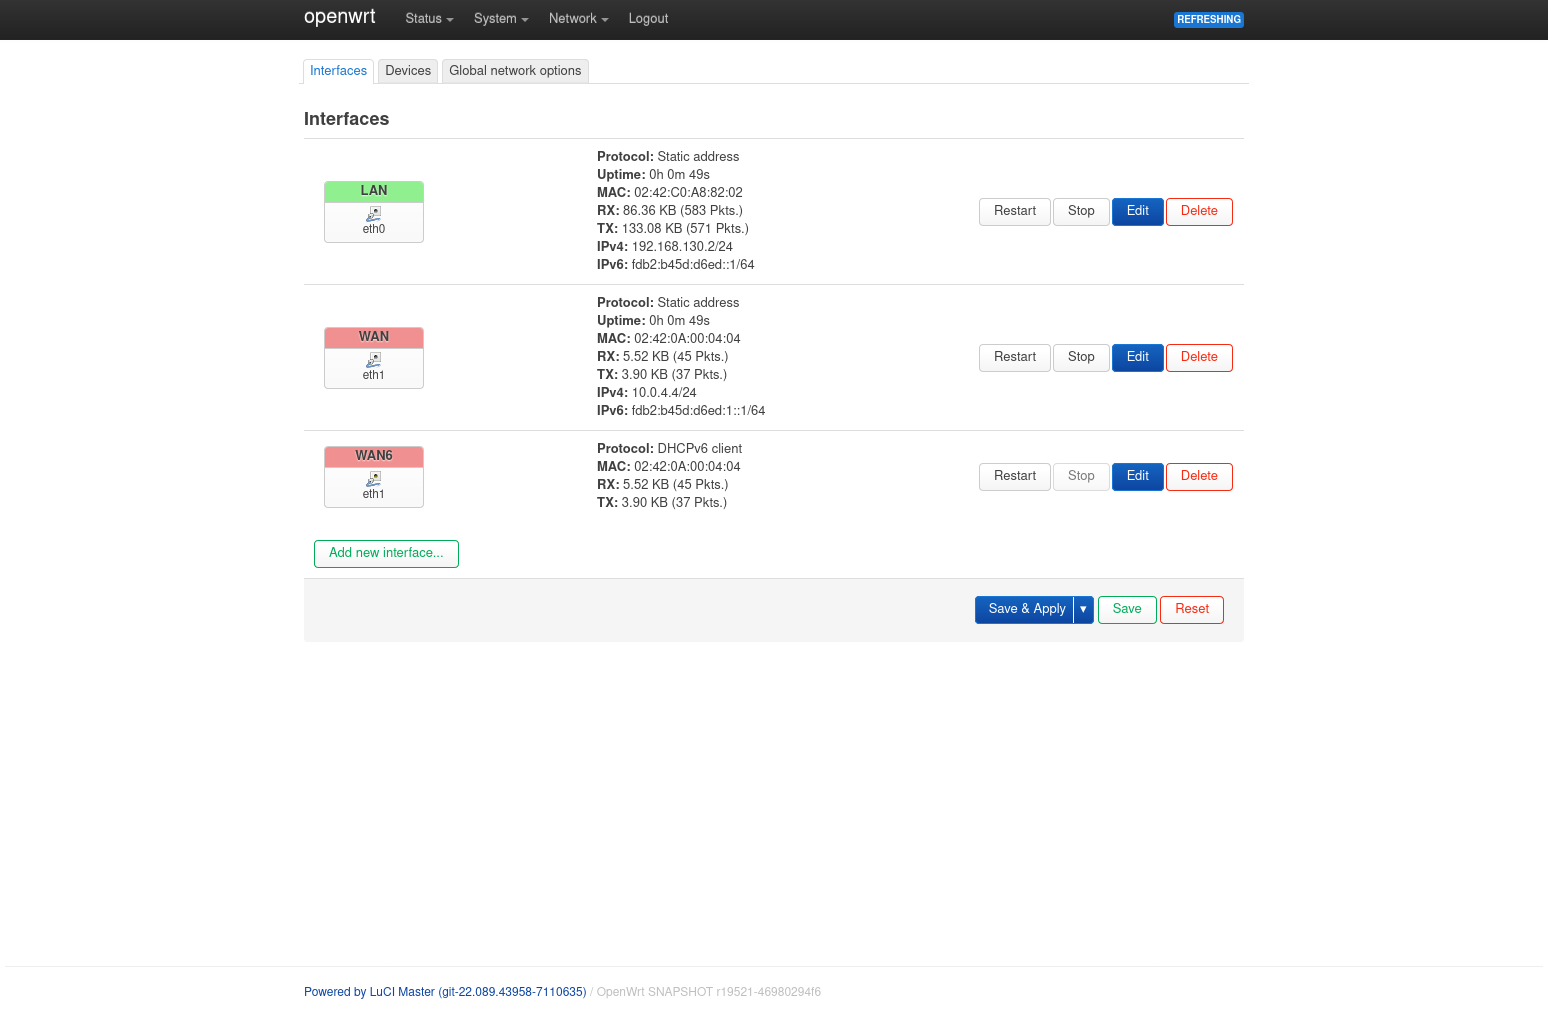 openwrt Status System Network Logout REFRESHING
Interfaces Devices Global network options
Interfaces
LAN
eth0
Protocol: Static address
Uptime: 0h 0m 49s
MAC: 02:42:C0:A8:82:02
RX: 86.36 KB (583 Pkts.)
TX: 133.08 KB (571 Pkts.)
IPv4: 192.168.130.2/24
IPv6: fdb2:b45d:d6ed::1/64
Restart Stop Edit Delete
WAN
eth1
Protocol: Static address
Uptime: 0h 0m 49s
MAC: 02:42:0A:00:04:04
RX: 5.52 KB (45 Pkts.)
TX: 3.90 KB (37 Pkts.)
IPv4: 10.0.4.4/24
IPv6: fdb2:b45d:d6ed:1::1/64
Restart Stop Edit Delete
WAN6
eth1
Protocol: DHCPv6 client
MAC: 02:42:0A:00:04:04
RX: 5.52 KB (45 Pkts.)
TX: 3.90 KB (37 Pkts.)
Restart Stop Edit Delete
Add new interface...
Save & Apply ▾ Save Reset
Powered by LuCI Master (git-22.089.43958-7110635) / OpenWrt SNAPSHOT r19521-46980294f6